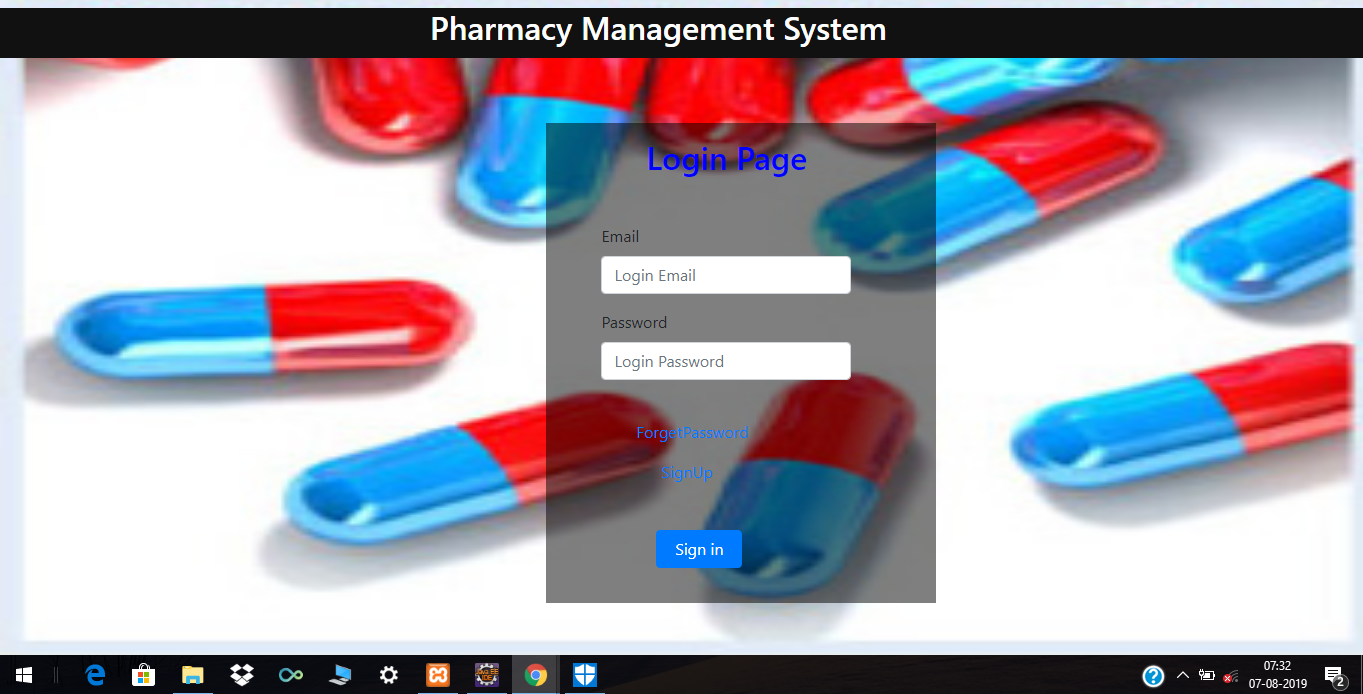 Pharmacy Management System
Login Page
Email
Login Email
Password
Login Password
ForgetPassword
SignUp
Sign in
07:32
07-08-2019
2